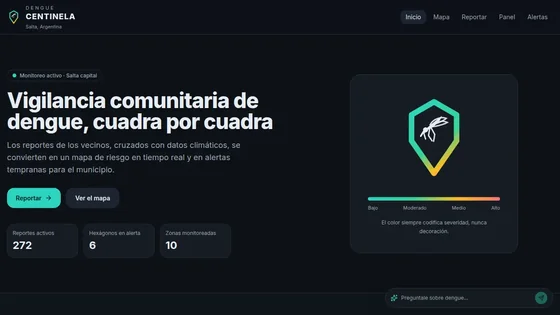 DENGUE
CENTINELA
Salta, Argentina
Inicio
Mapa
Reportar
Panel
Alertas
Monitoreo activo · Salta capital
Vigilancia comunitaria de
dengue, cuadra por cuadra
Los reportes de los vecinos, cruzados con datos climáticos, se
convierten en un mapa de riesgo en tiempo real y en alertas
tempranas para el municipio.
Reportar →
Ver el mapa
Reportes activos
272
Hexágonos en alerta
6
Zonas monitoreadas
10
Bajo
Moderado
Medio
Alto
El color siempre codifica severidad, nunca
decoración.
Preguntale sobre dengue...